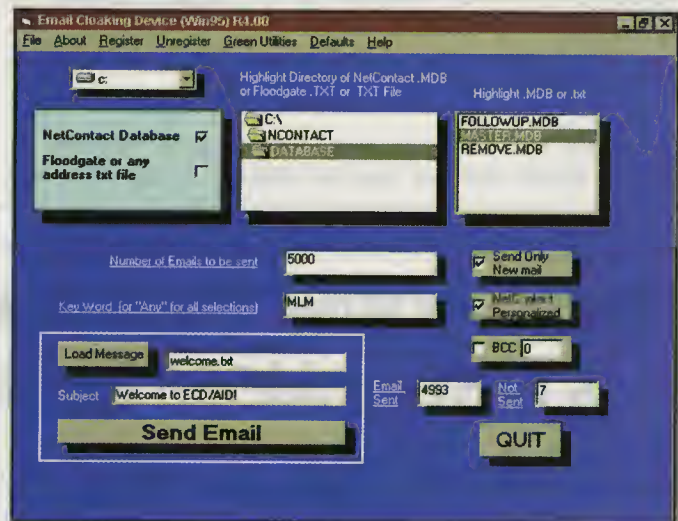 Email Cloaking Device (Win95) R4.00
File About Register Unregister Green Utilities Defaults Help
c:
Highlight Directory of NetContact .MDB
or Floodgate .TXT or TXT File
Highlight .MDB or .txt
NetContact Database
Floodgate or any
address txt file
C:\
NCONTACT
DATABASE
FOLLOWUP.MDB
MASTER.MDB
REMOVE.MDB
Number of Emails to be sent
5000
Send Only
New mail
Key Word (or "Any" for all selections)
MLM
Personalized
BCC 0
Load Message
welcome.txt
Subject
Welcome to ECD/AIDI
Email
Sent
4993
Not
Sent
7
Send Email
QUIT